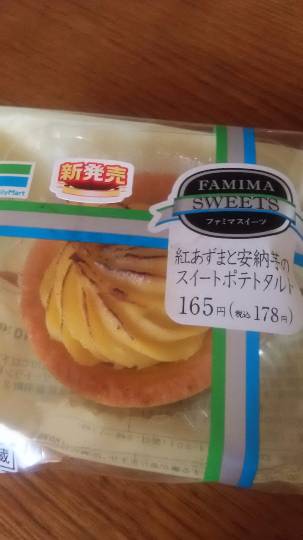 FamilyMart
新発売
FAMIMA
SWEETS
ファミマスイーツ
紅あずまと安納芋の
スイートポテトタルト
165円(税込178円)